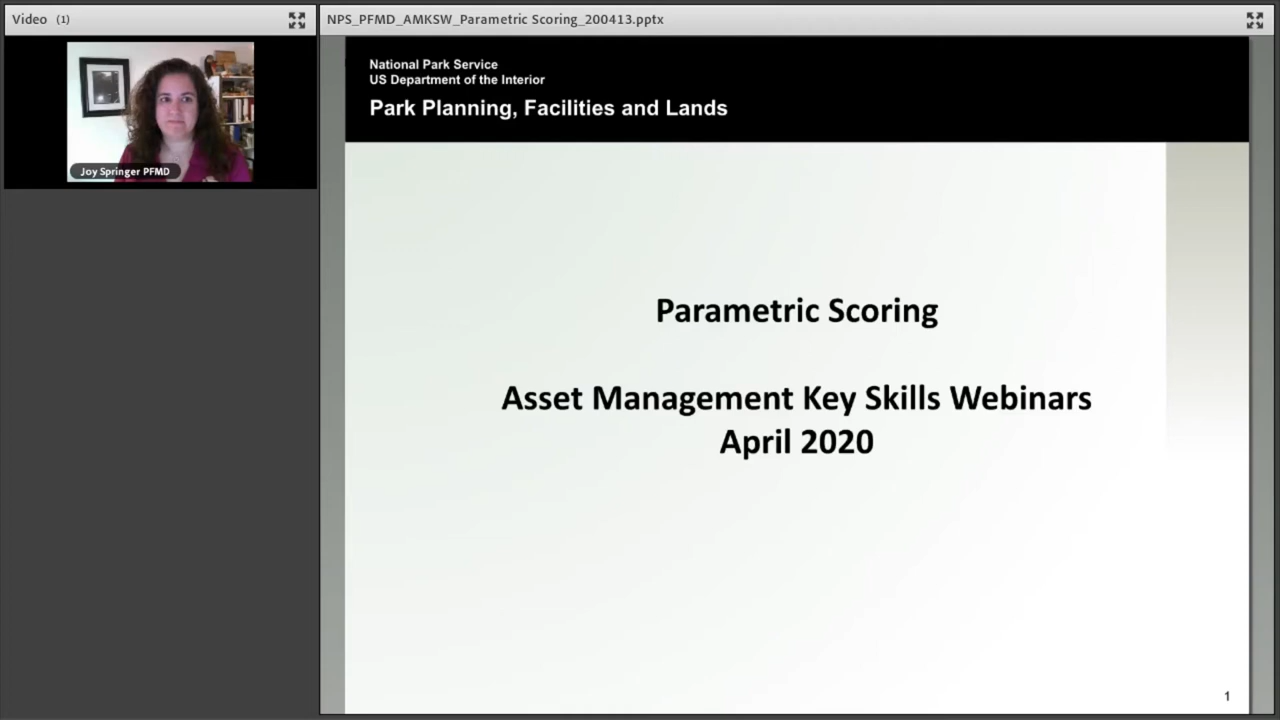 Video (1)
NPS_PFMD_AMKSW_Parametric Scoring_200413.pptx
Joy Springer PFMD
National Park Service
US Department of the Interior
Park Planning, Facilities and Lands
Parametric Scoring
Asset Management Key Skills Webinars
April 2020
1